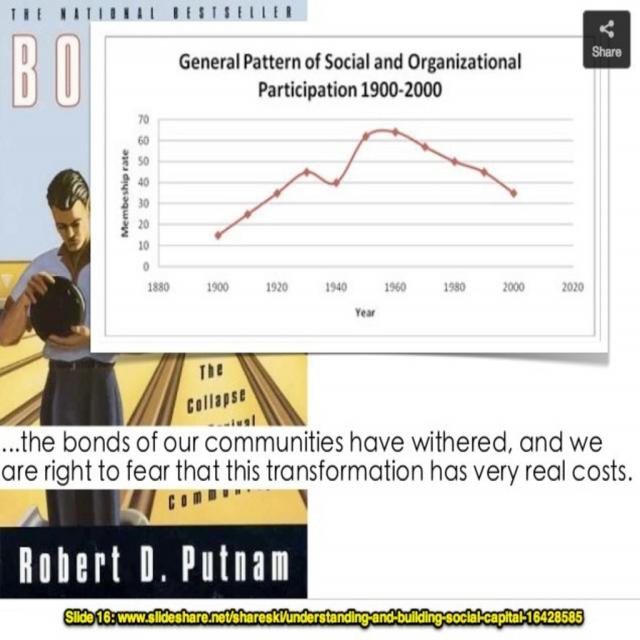 THE NATIONAL BESTSELLER
BO
Share
General Pattern of Social and Organizational
Participation 1900-2000
Membeship rate
70
60
50
40
30
20
10
0
1880 1900 1920 1940 1960 1980 2000 2020
Year
The
Collapse
...the bonds of our communities have withered, and we
are right to fear that this transformation has very real costs.
Robert D. Putnam
Slide 16: www.slideshare.net/shareski/understanding-and-building-social-capital-16428585